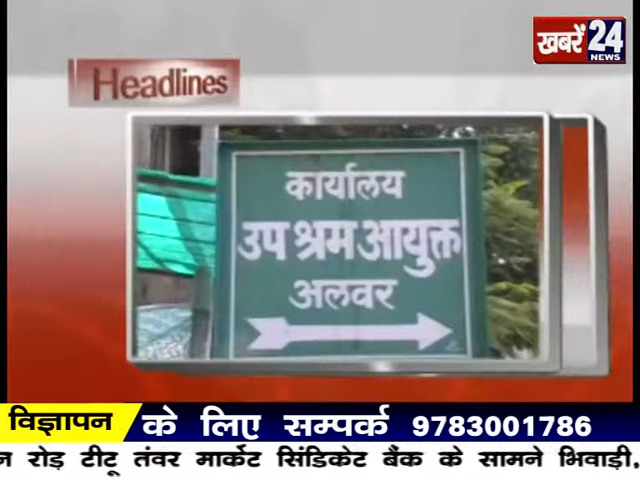 खबरें 24
NEWS
Headlines
कार्यालय
उप श्रम आयुक्त
अलवर
विज्ञापन के लिए सम्पर्क 9783001786
रोड़ टीटू तंवर मार्केट सिंडिकेट बैंक के सामने भिवाड़ी,